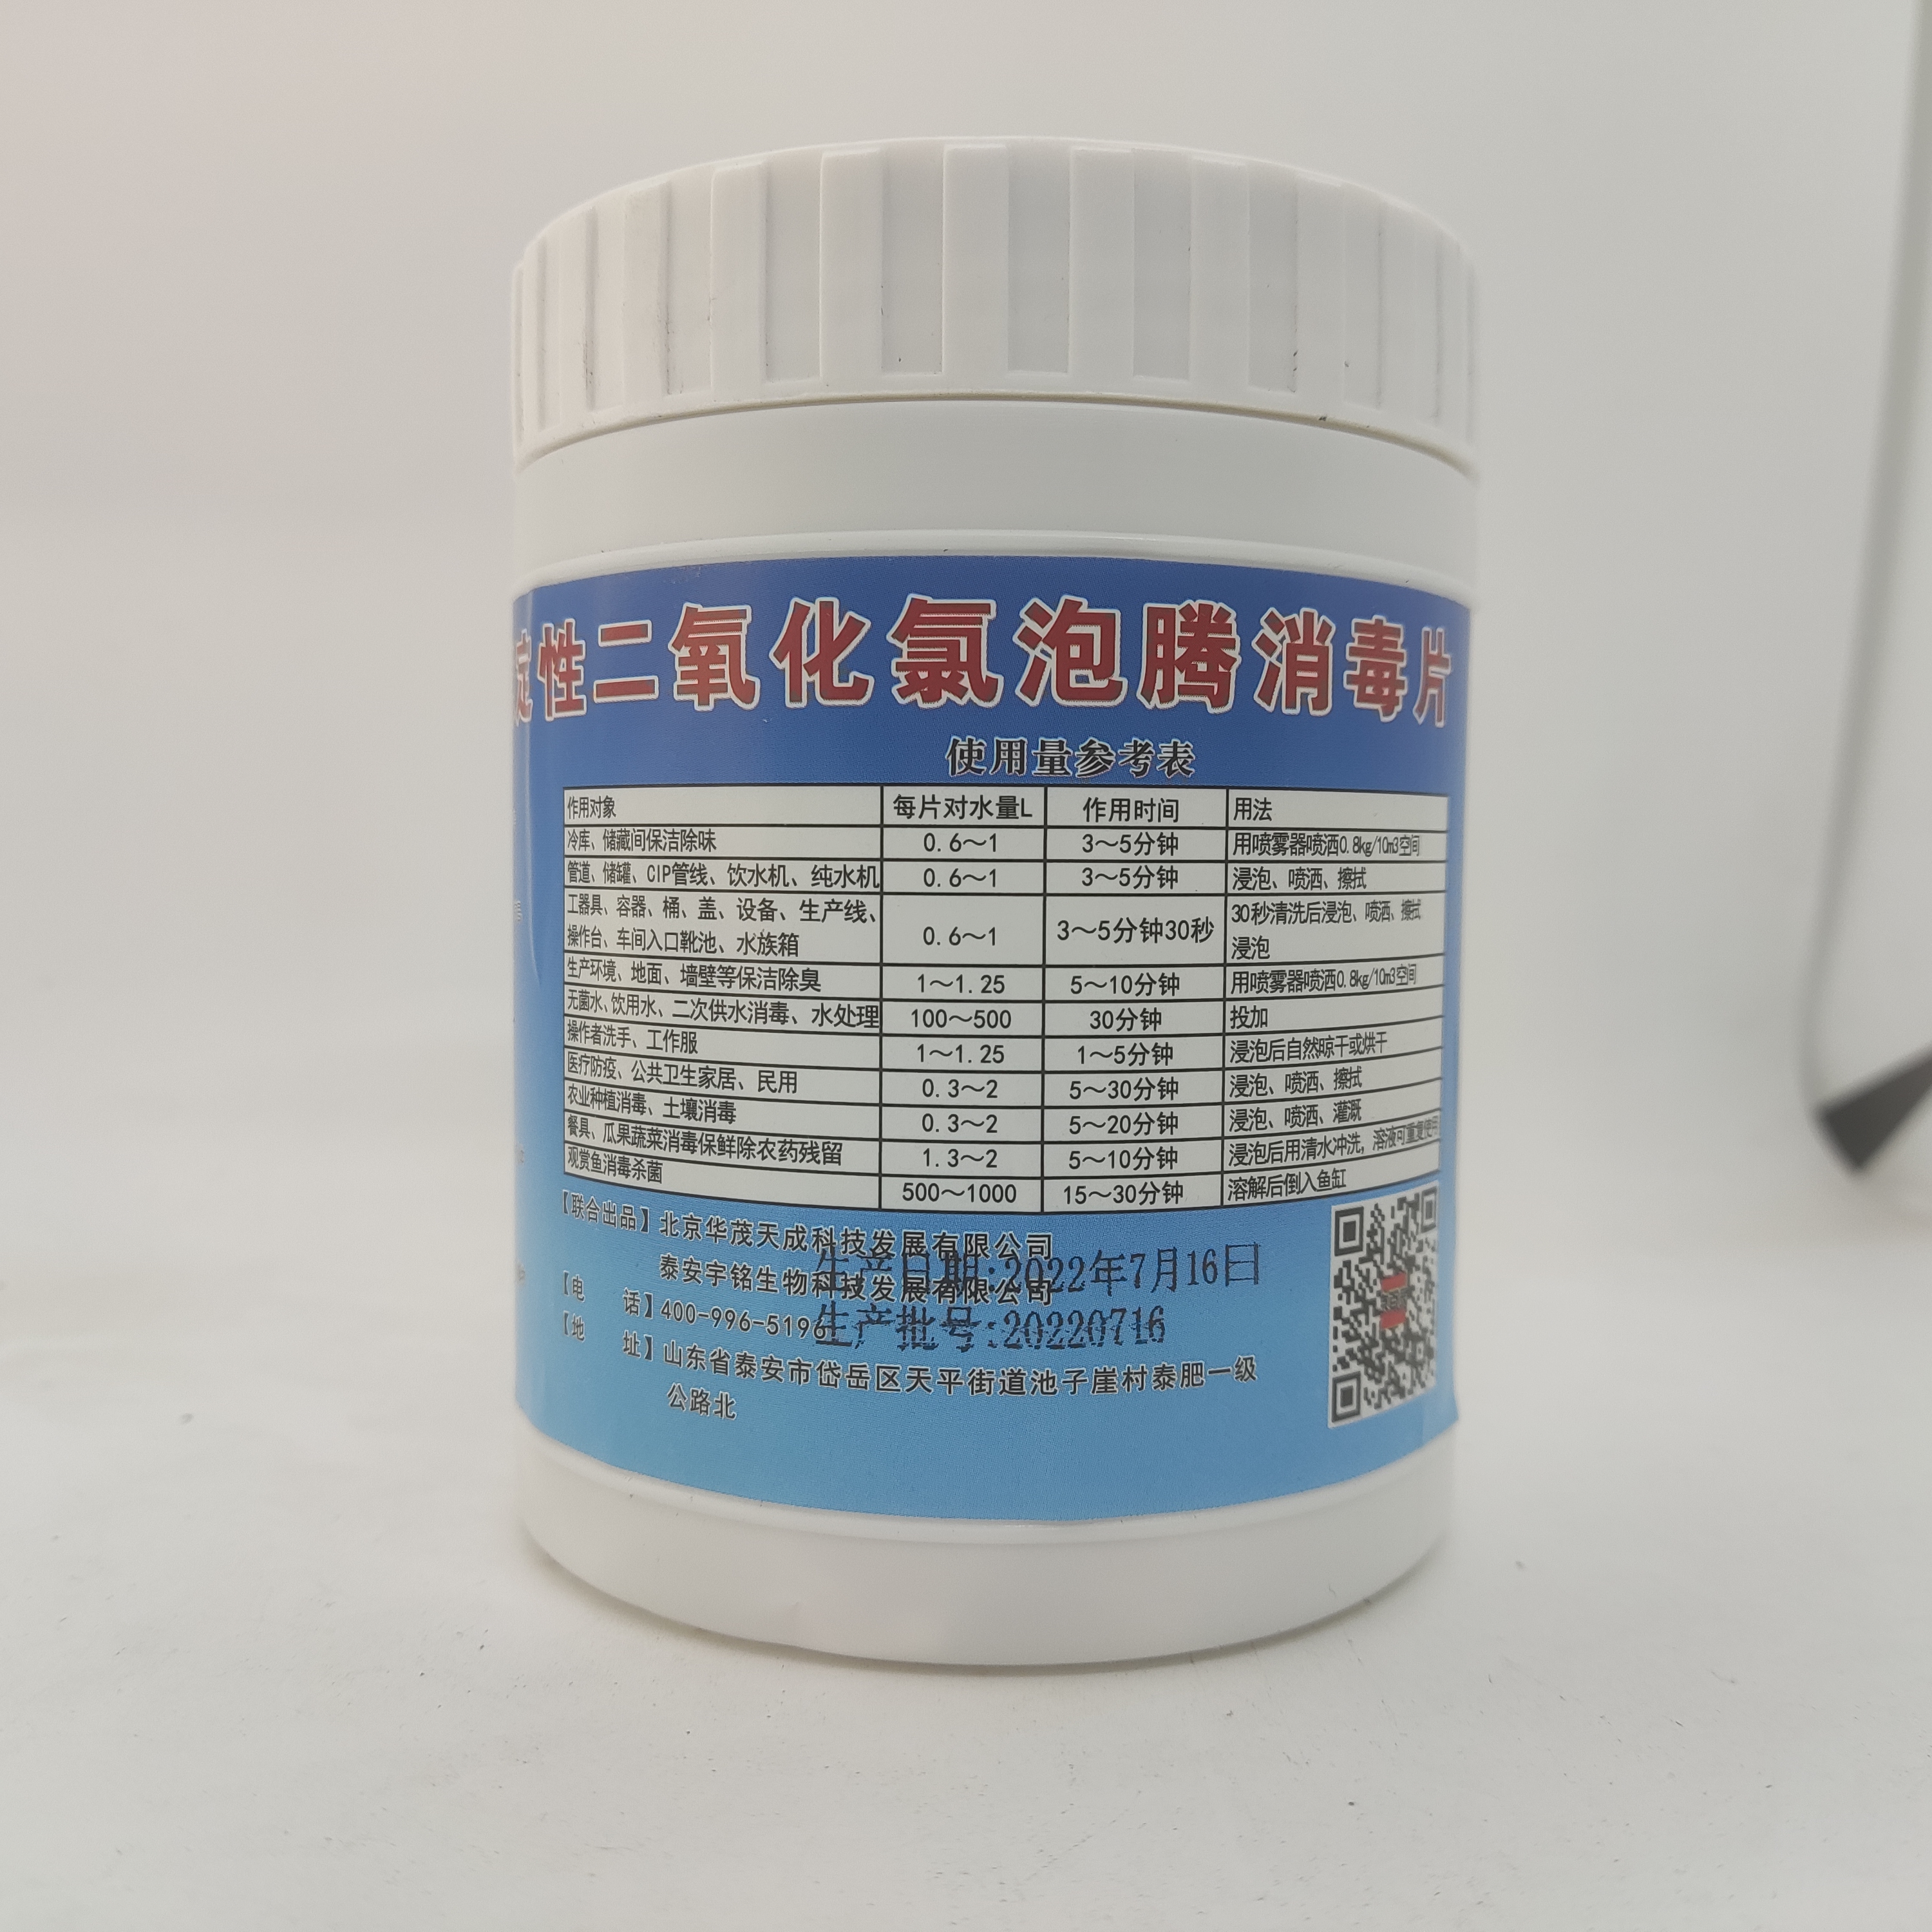 定性二氧化氯泡腾消毒片
使用量参考表
作用对象 每片对水量L 作用时间 用法
冷库、储藏间保洁除味 0.6～1 3～5分钟 用喷雾器喷洒0.8kg/10m3空间
管道、储罐、CIP管线、饮水机、纯水机 0.6～1 3～5分钟 浸泡、喷洒、擦拭
工器具、容器、桶、盖、设备、生产线、
操作台、车间入口靴池、水族箱 0.6～1 3～5分钟30秒 30秒清洗后浸泡、喷洒、擦拭
浸泡
生产环境、地面、墙壁等保洁除臭 1～1.25 5～10分钟 用喷雾器喷洒0.8kg/10m3空间
无菌水、饮用水、二次供水消毒、水处理 100～500 30分钟 投加
操作者洗手、工作服 1～1.25 1～5分钟 浸泡后自然晾干或烘干
医疗防疫、公共卫生家居、民用 0.3～2 5～30分钟 浸泡、喷洒、擦拭
农业种植消毒、土壤消毒 0.3～2 5～20分钟 浸泡、喷洒、灌溉
餐具、瓜果蔬菜消毒保鲜除农药残留 1.3～2 5～10分钟 浸泡后用清水冲洗，溶液可重复使用
观赏鱼消毒杀菌 500～1000 15～30分钟 溶解后倒入鱼缸
【联合出品】北京华茂天成科技发展有限公司
生产日期:2022年7月16日
泰安宇铭生物科技发展有限公司
【电 话】400-996-5196
生产批号:20220716
【地 址】山东省泰安市岱岳区天平街道池子崖村泰肥一级
公路北